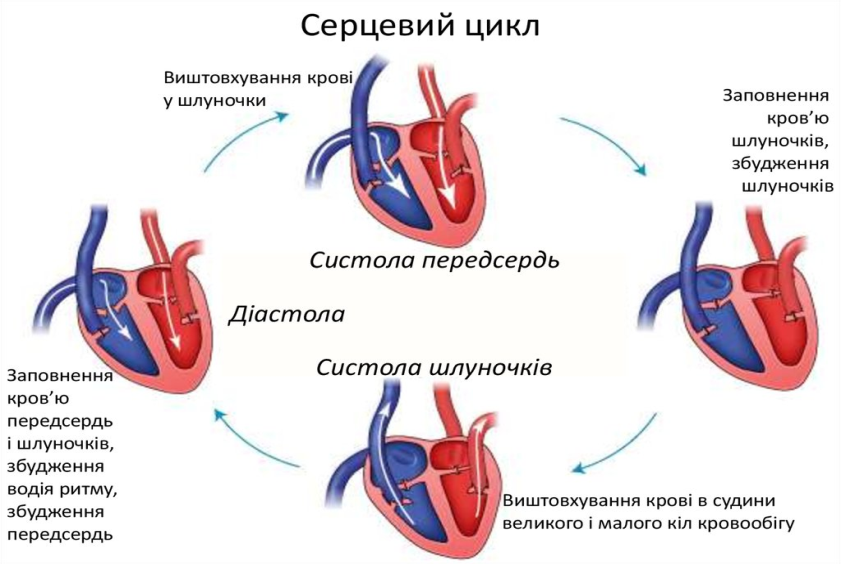 Серцевий цикл
Виштовхування крові
у шлуночки
Заповнення
кров’ю
шлуночків,
збудження
шлуночків
Систола передсердь
Діастола
Систола шлуночків
Заповнення
кров’ю
передсердь
і шлуночків,
збудження
водія ритму,
збудження
передсердь
Виштовхування крові в судини
великого і малого кіл кровообігу